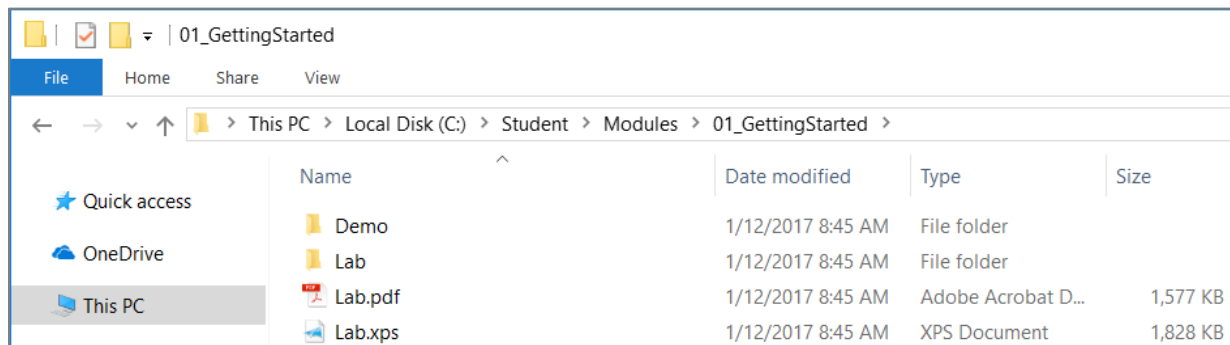 01_GettingStarted
File Home Share View
This PC > Local Disk (C:) > Student > Modules > 01_GettingStarted >
Name Date modified Type Size
Quick access
Demo 1/12/2017 8:45 AM File folder
OneDrive
Lab 1/12/2017 8:45 AM File folder
This PC
Lab.pdf 1/12/2017 8:45 AM Adobe Acrobat D... 1,577 KB
Lab.xps 1/12/2017 8:45 AM XPS Document 1,828 KB